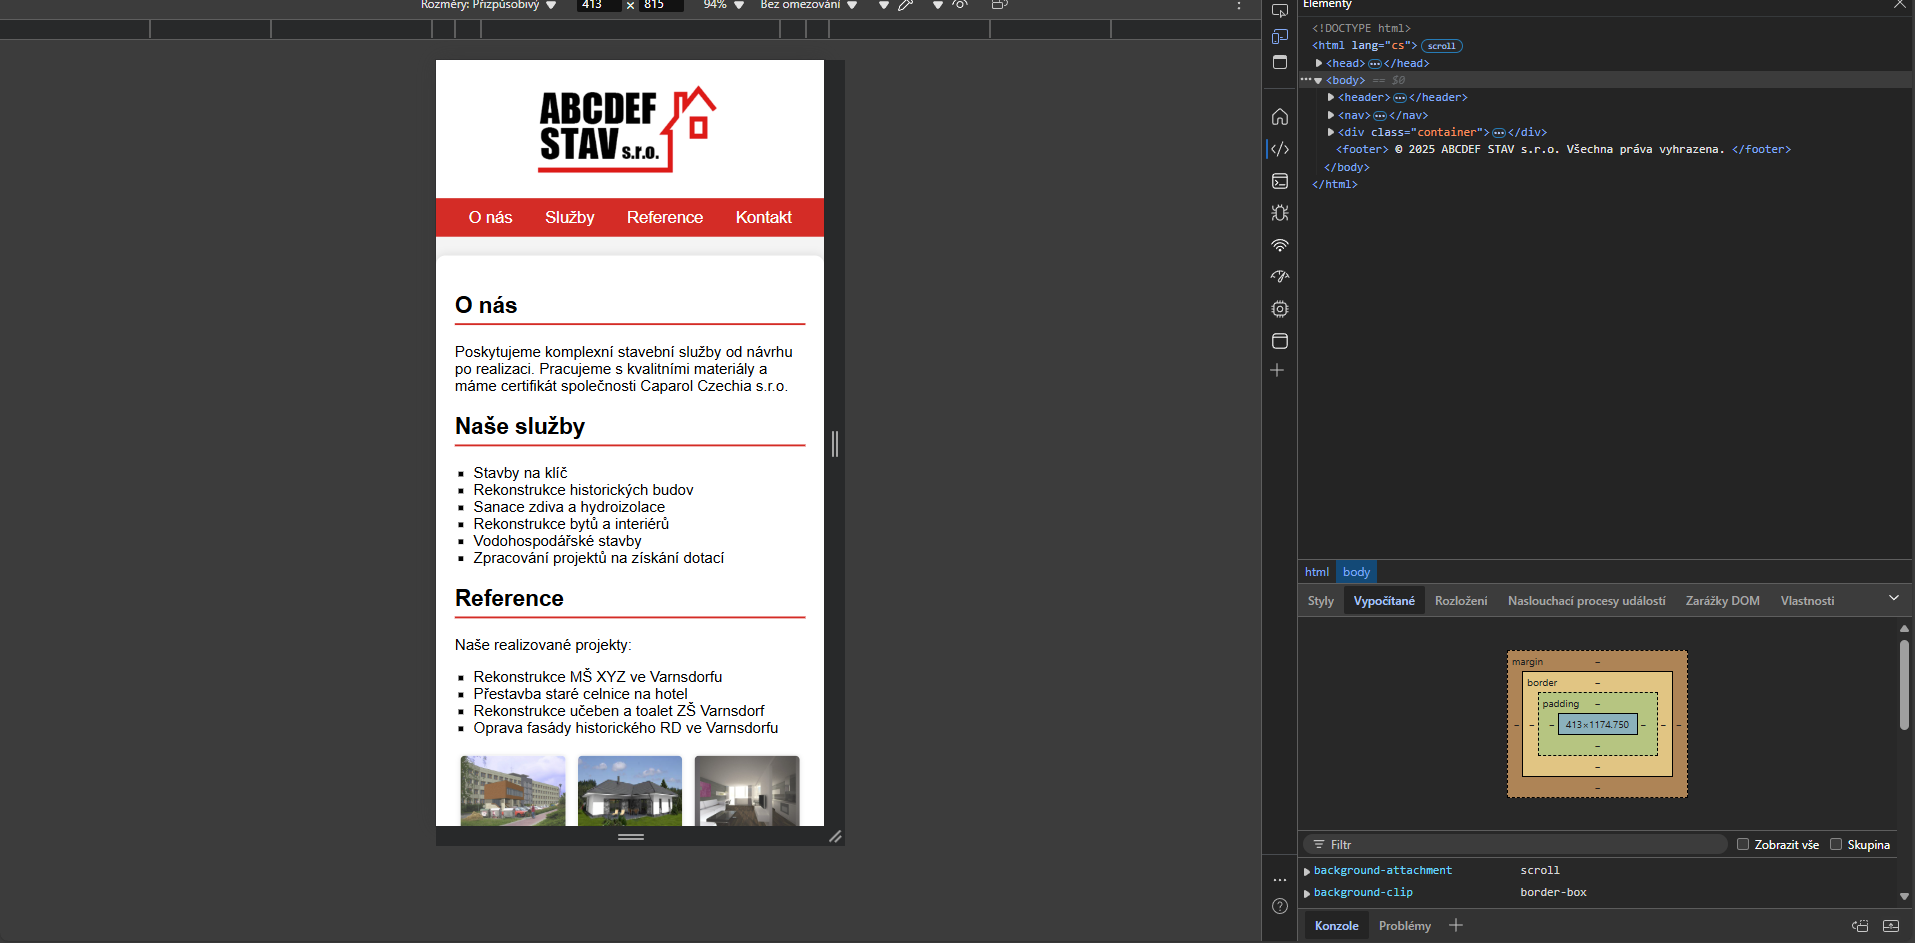 Rozměry: Přizpůsobivý
413
×
815
94%
Bez omezování
ABCDEF
STAV s.r.o.
O nás
Služby
Reference
Kontakt
O nás
Poskytujeme komplexní stavební služby od návrhu
po realizaci. Pracujeme s kvalitními materiály a
máme certifikát společnosti Caparol Czechia s.r.o.
Naše služby
Stavby na klíč
Rekonstrukce historických budov
Sanace zdiva a hydroizolace
Rekonstrukce bytů a interiérů
Vodohospodářské stavby
Zpracování projektů na získání dotací
Reference
Naše realizované projekty:
Rekonstrukce MŠ XYZ ve Varnsdorfu
Přestavba staré celnice na hotel
Rekonstrukce učeben a toalet ZŠ Varnsdorf
Oprava fasády historického RD ve Varnsdorfu
Elementy
<!DOCTYPE html>
<html lang="cs"> scroll
<head> ••• </head>
••• <body> == $0
<header> ••• </header>
<nav> ••• </nav>
<div class="container"> ••• </div>
<footer> © 2025 ABCDEF STAV s.r.o. Všechna práva vyhrazena. </footer>
</body>
</html>
html
body
Styly
Vypočítané
Rozložení
Naslouchací procesy událostí
Zarážky DOM
Vlastnosti
margin –
border –
padding –
– – – 413×1174.750 – – –
–
–
–
Filtr
Zobrazit vše
Skupina
background-attachment
scroll
background-clip
border-box
Konzole
Problémy